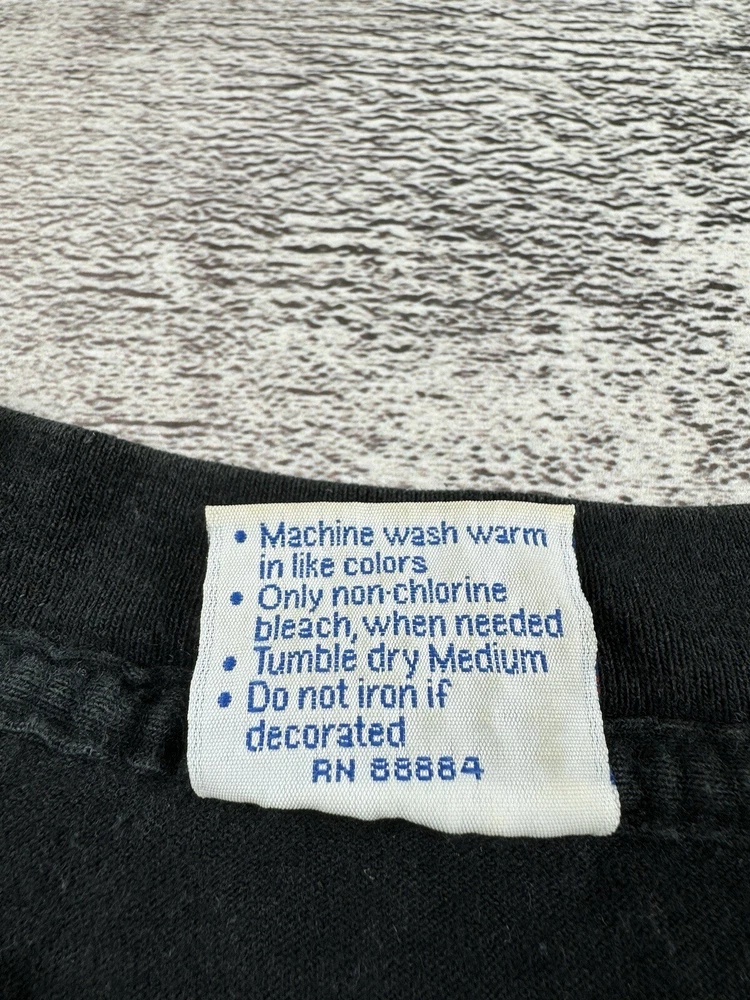 • Machine wash warm
in like colors
• Only non-chlorine
bleach, when needed
• Tumble dry Medium
• Do not iron if
decorated
RN 88884